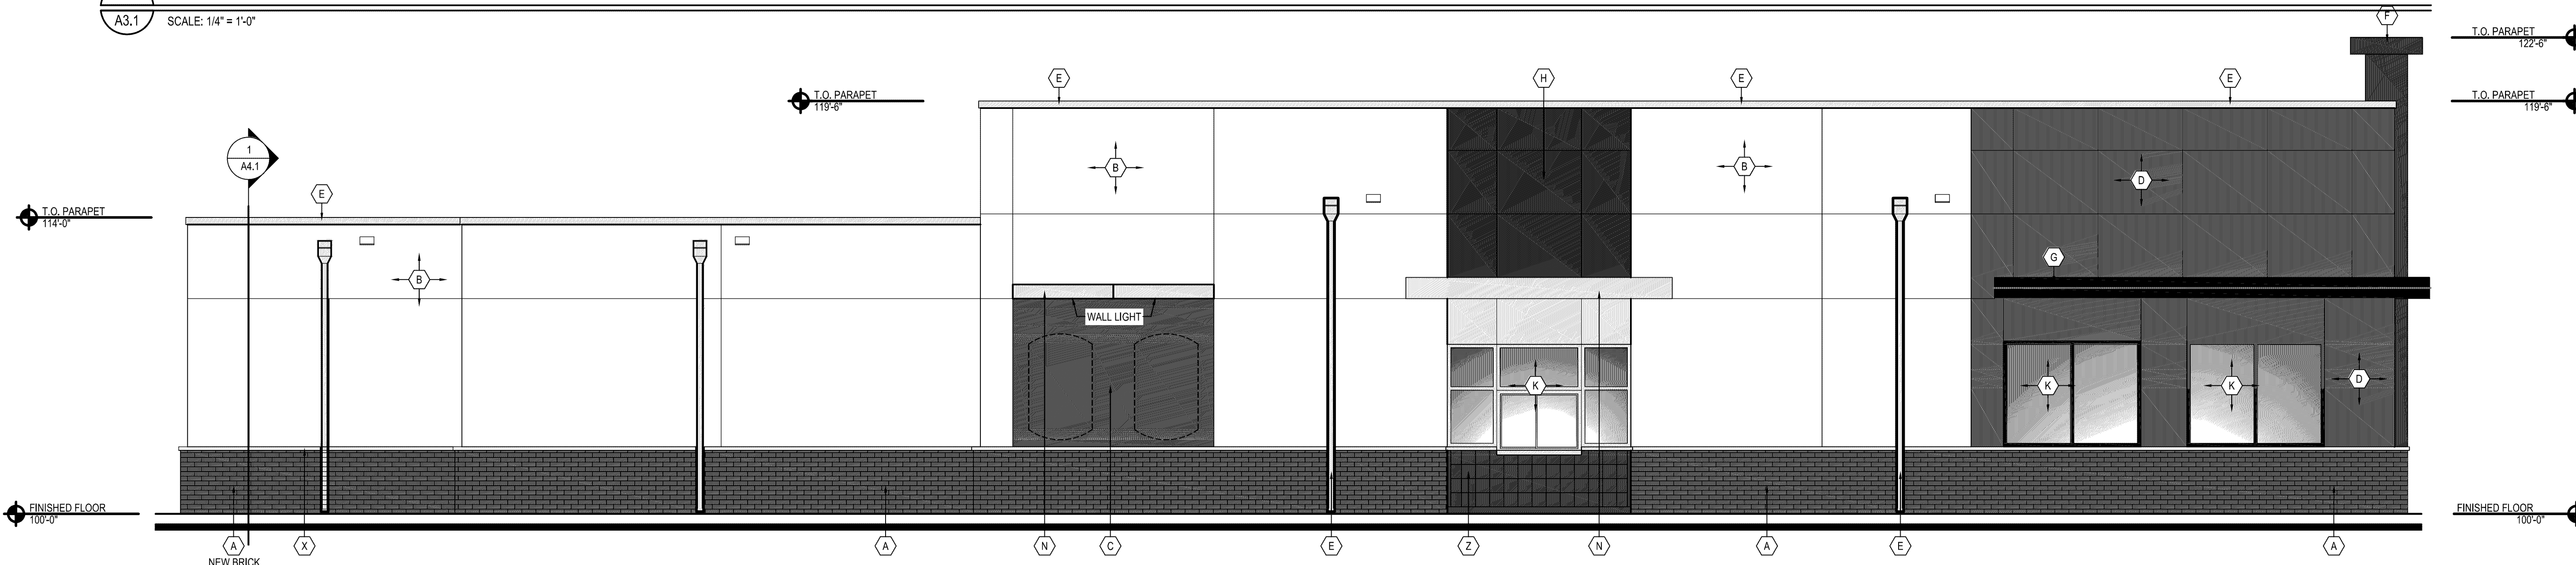 A3.1
SCALE: 1/4" = 1'-0"
F
T.O. PARAPET
122'-6"
E
H
E
E
T.O. PARAPET
119'-6"
T.O. PARAPET
119'-6"
1
A4.1
B
B
D
E
T.O. PARAPET
114'-0"
G
B
WALL LIGHT
K
K
K
D
FINISHED FLOOR
100'-0"
FINISHED FLOOR
100'-0"
A
X
A
N
C
E
Z
N
A
E
A
NEW BRICK